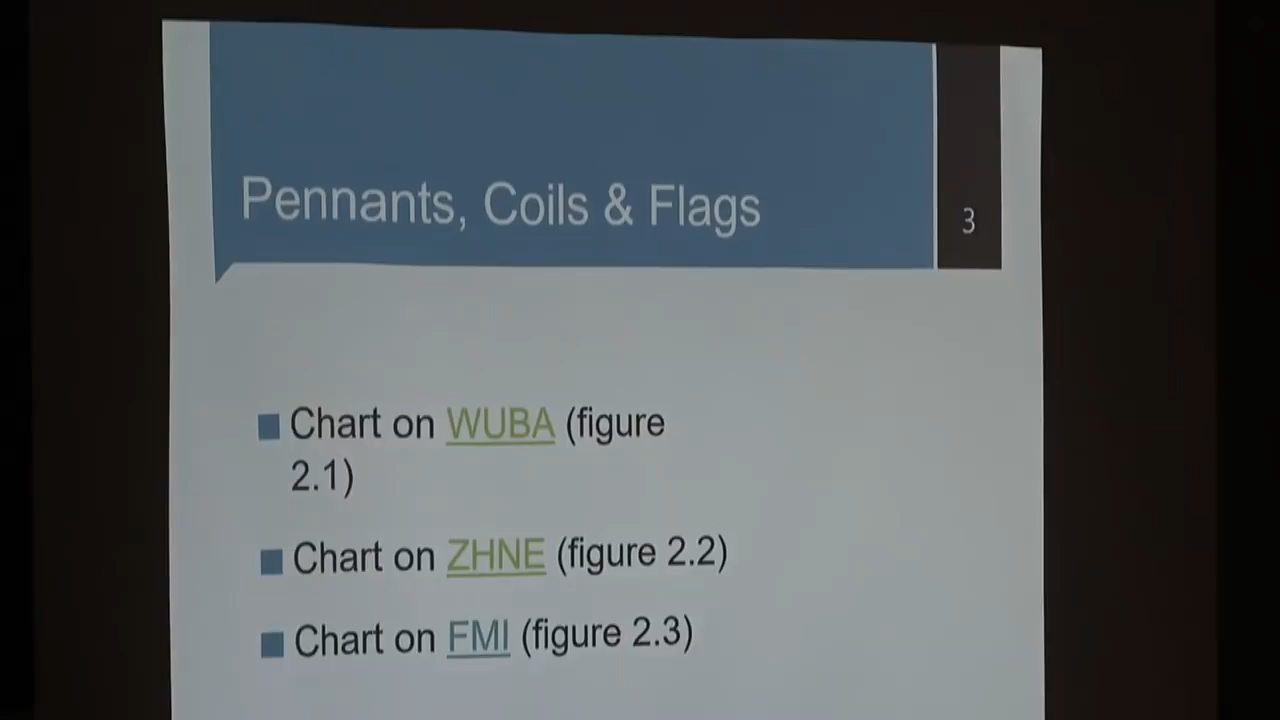 Pennants, Coils & Flags
3
Chart on WUBA (figure
2.1)
Chart on ZHNE (figure 2.2)
Chart on FMI (figure 2.3)